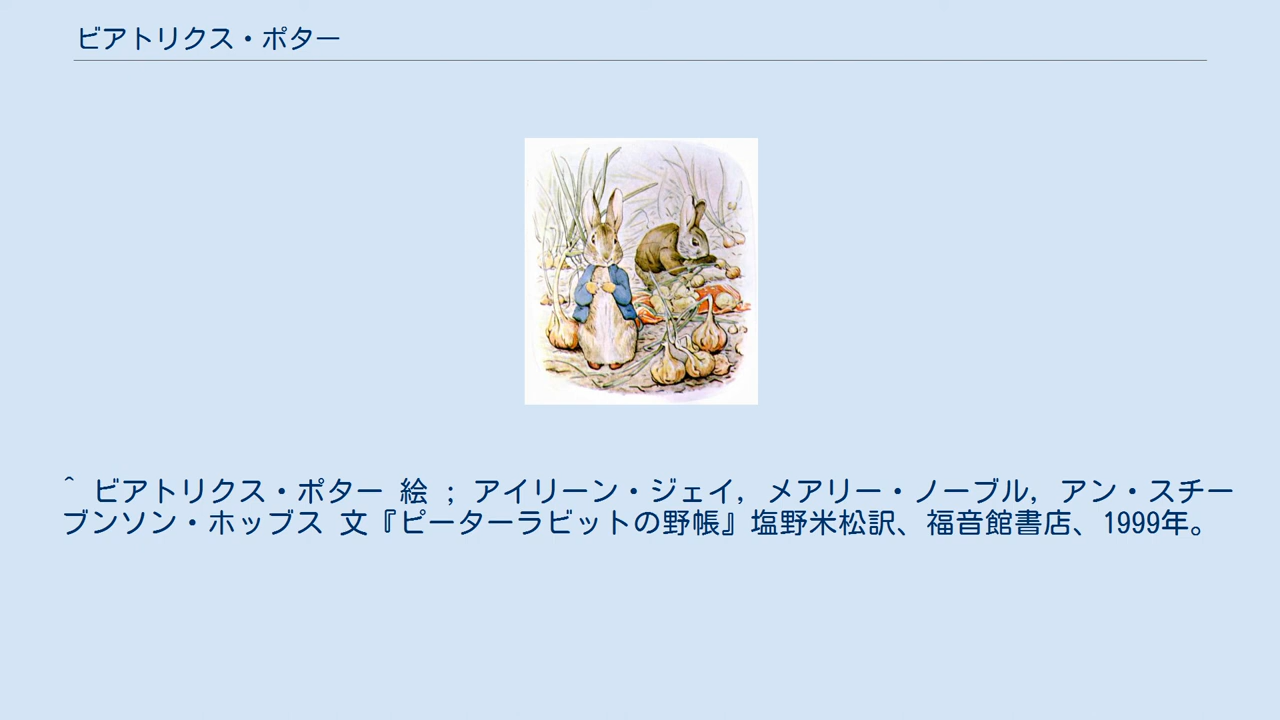 ビアトリクス・ポター
^ ビアトリクス・ポター 絵 ; アイリーン・ジェイ, メアリー・ノーブル, アン・スチー
ブンソン・ホッブス 文『ピーターラビットの野帳』塩野米松訳、福音館書店、1999年。